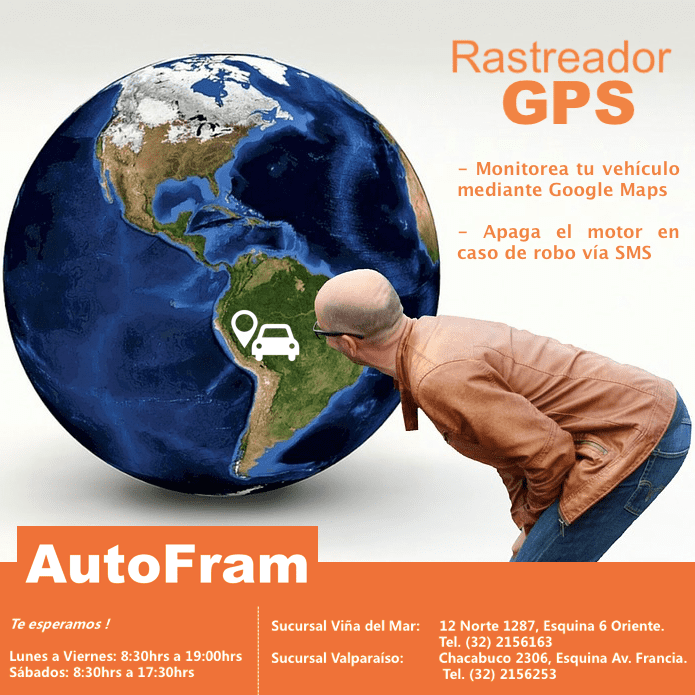 Rastreador
GPS
- Monitorea tu vehículo
mediante Google Maps
- Apaga el motor en
caso de robo vía SMS
AutoFram
Te esperamos !
Lunes a Viernes: 8:30hrs a 19:00hrs
Sábados: 8:30hrs a 17:30hrs
Sucursal Viña del Mar: 12 Norte 1287, Esquina 6 Oriente.
Tel. (32) 2156163
Sucursal Valparaíso: Chacabuco 2306, Esquina Av. Francia.
Tel. (32) 2156253